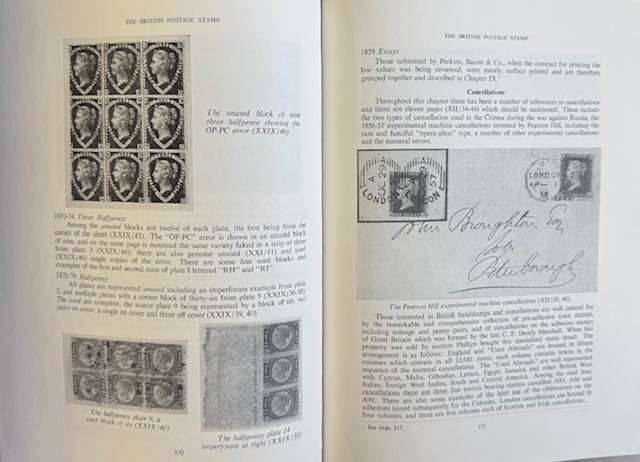 THE BRITISH POSTAGE STAMP
The unused block of nine
three halfpenny showing the
OP-PC error (XXIX/46)
1870-74 Three Halfpence
Among the unused blocks are twelve of each plate, the first being from the
corner of the sheet (XXIX/43). The "OP-PC" error is shown in an unused block
of nine, and on the same page is mounted the same variety faked in a strip of three
from plate 3 (XXIX/46); there are also genuine unused and used
(XXIX/46) single copies of the error. There are some fine used blocks and
examples of the first and second state of plate 1 lettered "RH" and
1870-79 Halfpenny
All plates are represented unused including an imperforate example from plate
and multiple pieces with a corner block of thirty-six from plate 5 (XXIX/36-38)
The used are complete, the scarce plate 9 being represented by a block of six, two
pairs on cover, a single on cover and three off cover (XXIX/39, 40).
The halfpenny plate 9, a
used block of six (XXIX/40)
The halfpenny plate 14
imperforate at right (XXIX/38)
170
THE BRITISH POSTAGE STAMP
1879 Essays
Those submitted by Perkins, Bacon & Co., when the contract for printing the
low values was being reviewed, were mostly surface printed and are therefore
grouped together and described in Chapter IX.¹
Cancellations
Throughout this chapter there has been a number of references to cancellations
and there are eleven pages (XII/34-44) which should be mentioned. These include
the two types of cancellation used in the Crimea during the war against Russia, the
1856-57 experimental machine cancellations invented by Pearson Hill, including the
rare and fanciful "opera-glass" type, a number of other experimental cancellations
and the numeral errors.
LONDON
John Broughton Esq
Peterborough
The Pearson Hill experimental machine cancellations (XII/39, 40)
Those interested in British handstamps and cancellations are well catered for
by the remarkable and comprehensive collection of pre-adhesive town stamps,
including mileage and penny posts, and of cancellations on the adhesive stamps
of Great Britain which was formed by the late C. F. Dendy Marshall. When this
property was sold by auction Phillips bought this specialised study intact. The
arrangement is as follows: England and "Used Abroads" are housed in fifteen
volumes which contain in all 12,681 items; each volume contains items in the
sequence of the numeral cancellations. The "Used Abroads" are well represented
with Cyprus, Malta, Gibraltar, Levant, Egypt, Jamaica and other British West
Indies, foreign West Indies, South and Central America. Among the mail boat
cancellations there are three fine entires bearing stamps cancelled A83, A86 and
A99. There are also some examples of the later use of the obliterators on the
adhesives issued subsequently for the Colonies. London cancellations are housed in
four volumes, and there are five volumes each of Scottish and Irish cancellations.
¹ See page 217.
171